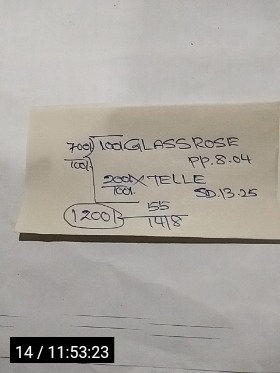 700/- 100/- GLASS ROSE
100/- PP.8.04
200/- X TELLE
100/- SD.13.25
1200/- 55
1418
14 / 11:53:23